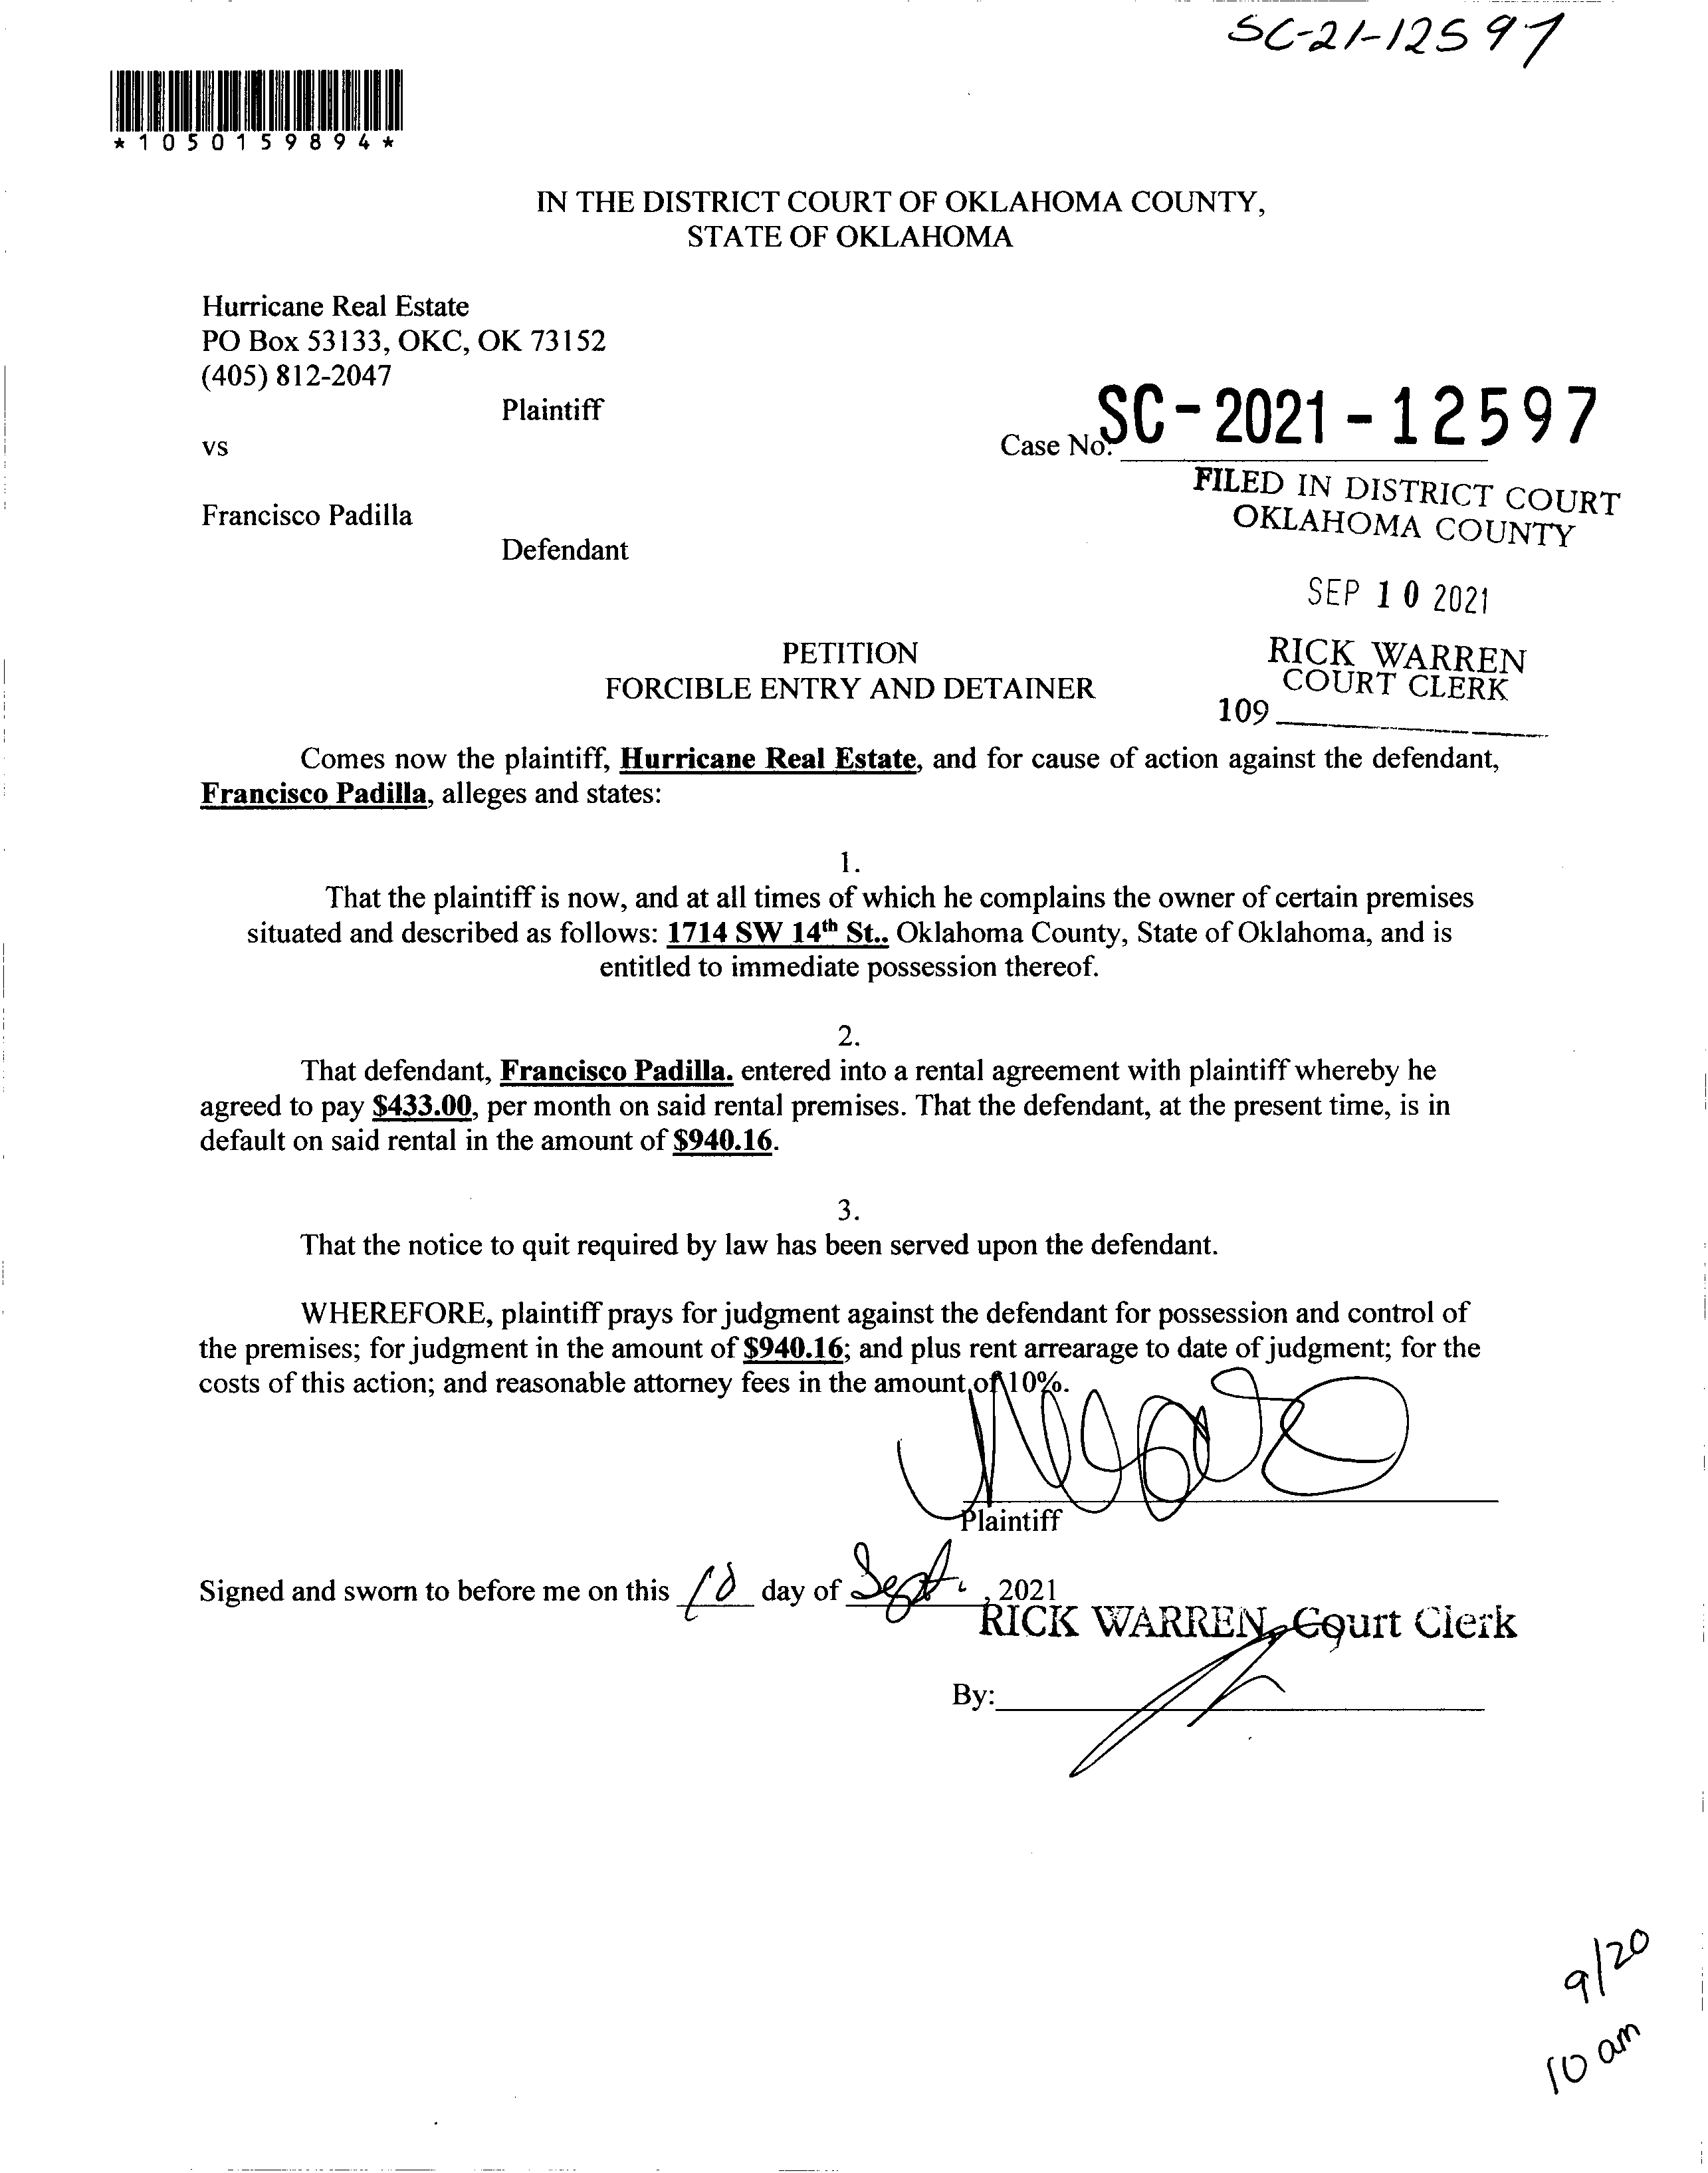 SC-21-12597
*1050159894*
IN THE DISTRICT COURT OF OKLAHOMA COUNTY,
STATE OF OKLAHOMA
Hurricane Real Estate
PO Box 53133, OKC, OK 73152
(405) 812-2047
Plaintiff
vs
Case No. SC-2021-12597
FILED IN DISTRICT COURT
OKLAHOMA COUNTY
Francisco Padilla
Defendant
SEP 10 2021
PETITION
FORCIBLE ENTRY AND DETAINER
RICK WARREN
COURT CLERK
109
Comes now the plaintiff, Hurricane Real Estate, and for cause of action against the defendant,
Francisco Padilla, alleges and states:
1.
That the plaintiff is now, and at all times of which he complains the owner of certain premises
situated and described as follows: 1714 SW 14th St.. Oklahoma County, State of Oklahoma, and is
entitled to immediate possession thereof.
2.
That defendant, Francisco Padilla. entered into a rental agreement with plaintiff whereby he
agreed to pay $433.00, per month on said rental premises. That the defendant, at the present time, is in
default on said rental in the amount of $940.16.
3.
That the notice to quit required by law has been served upon the defendant.
WHEREFORE, plaintiff prays for judgment against the defendant for possession and control of
the premises; for judgment in the amount of $940.16; and plus rent arrearage to date of judgment; for the
costs of this action; and reasonable attorney fees in the amount of 10%.
Plaintiff
Signed and sworn to before me on this 10 day of Sept., 2021
RICK WARREN, Court Clerk
By:
9/20
10 am